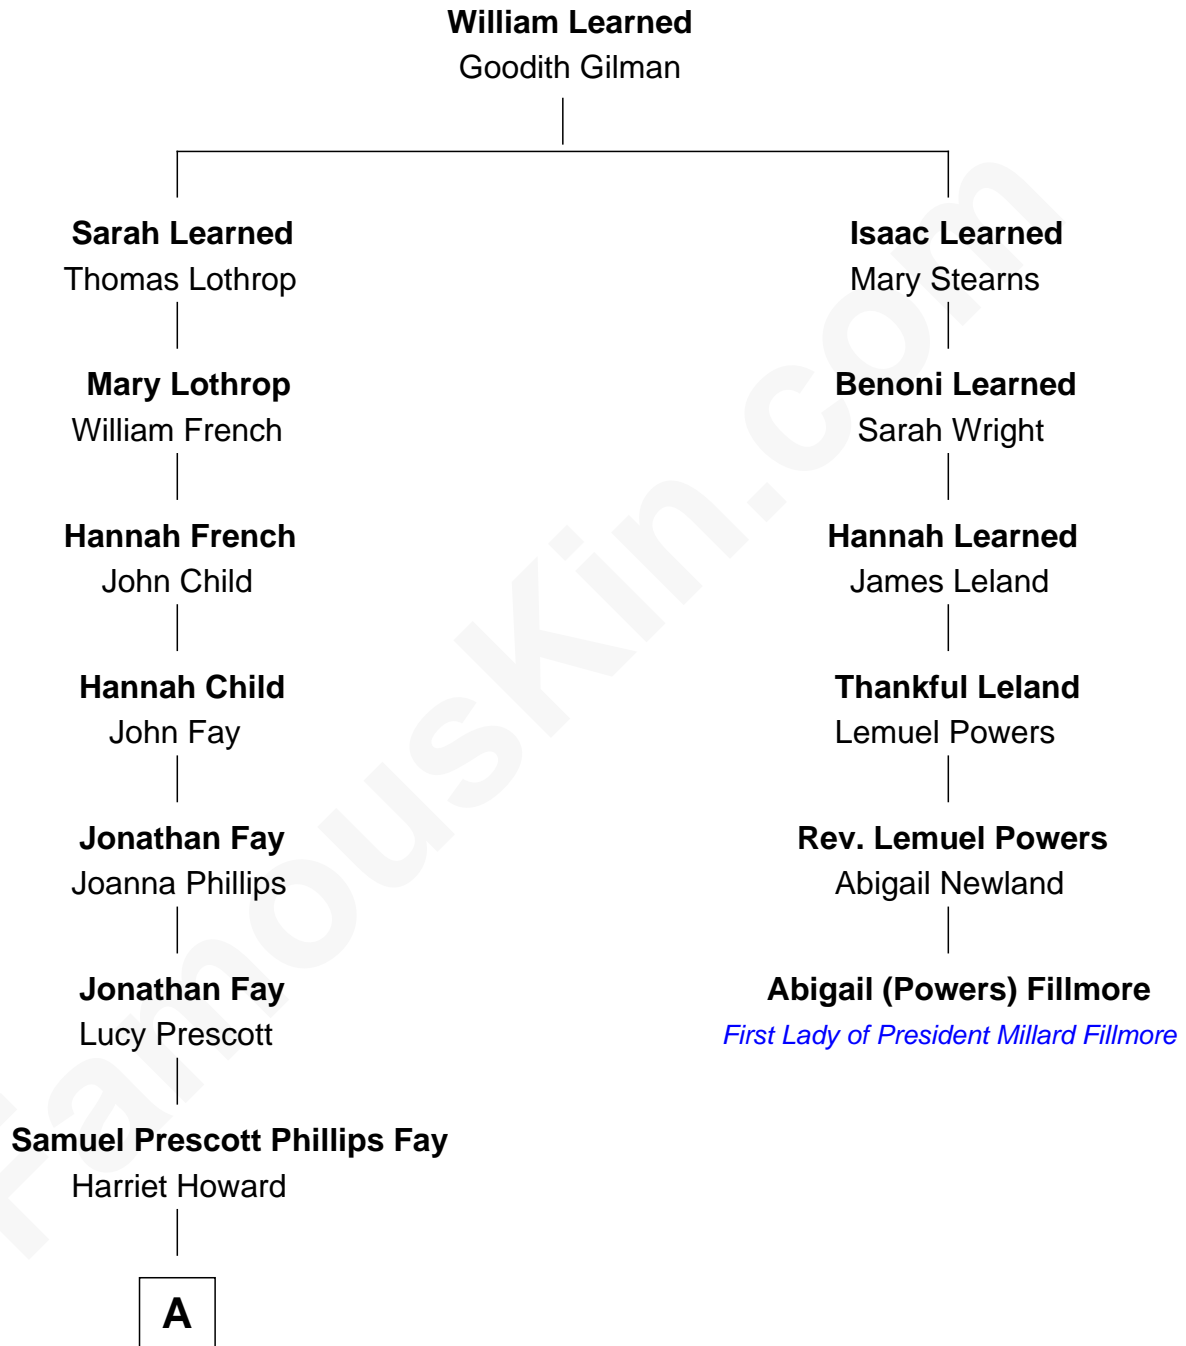 William Learned
Goodith Gilman
Sarah Learned
Thomas Lothrop
Mary Lothrop
William French
Hannah French
John Child
Hannah Child
John Fay
Jonathan Fay
Joanna Phillips
Jonathan Fay
Lucy Prescott
Samuel Prescott Phillips Fay
Harriet Howard
A
Isaac Learned
Mary Stearns
Benoni Learned
Sarah Wright
Hannah Learned
James Leland
Thankful Leland
Lemuel Powers
Rev. Lemuel Powers
Abigail Newland
Abigail (Powers) Fillmore
First Lady of President Millard Fillmore
FamousKin.com